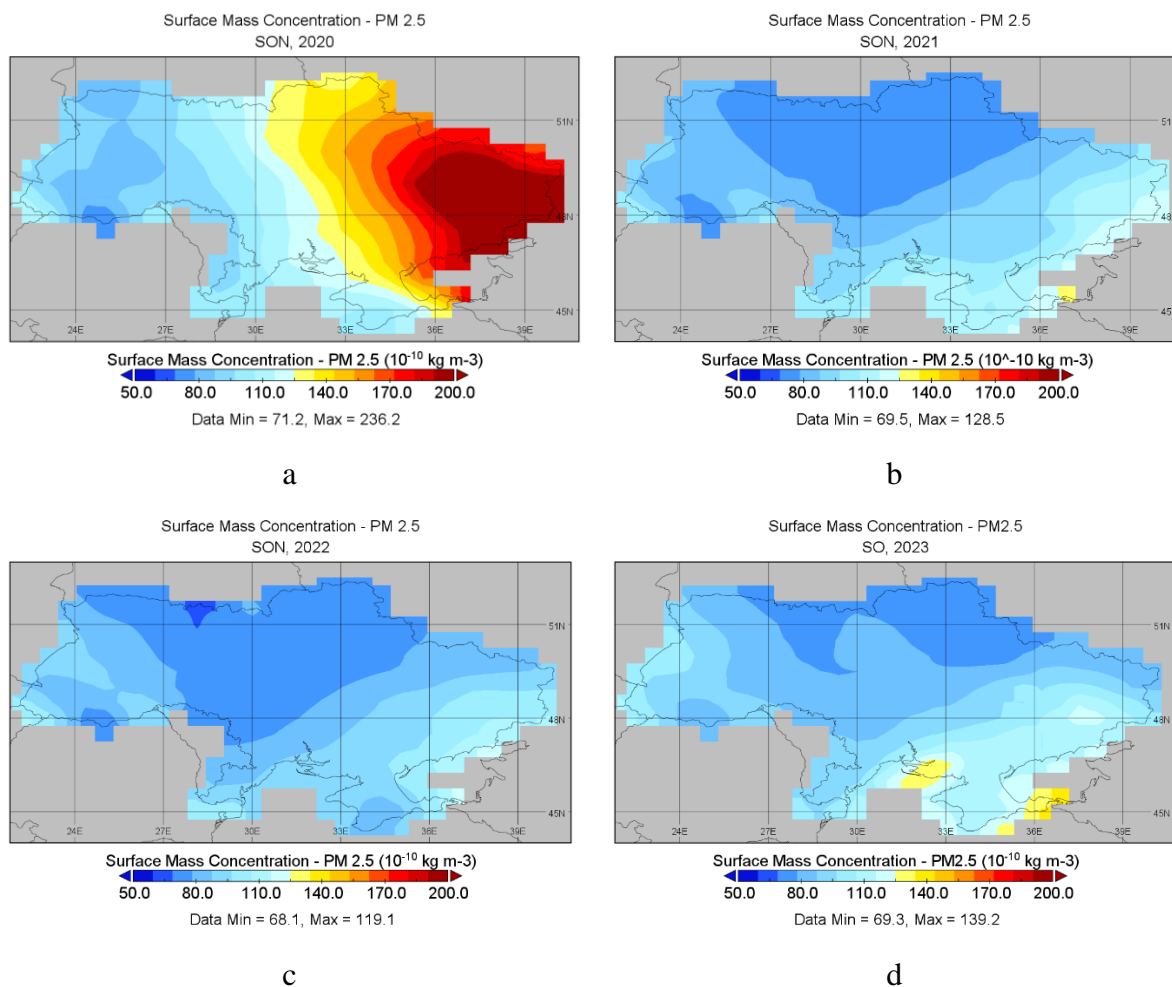 Surface Mass Concentration - PM 2.5
SON, 2020
51N
48N
45N
24E 27E 30E 33E 36E 39E
Surface Mass Concentration - PM 2.5 (10⁻¹⁰ kg m-3)
50.0 80.0 110.0 140.0 170.0 200.0
Data Min = 71.2, Max = 236.2
a
Surface Mass Concentration - PM 2.5
SON, 2021
51N
48N
45N
24E 27E 30E 33E 36E 39E
Surface Mass Concentration - PM 2.5 (10^-10 kg m-3)
50.0 80.0 110.0 140.0 170.0 200.0
Data Min = 69.5, Max = 128.5
b
Surface Mass Concentration - PM 2.5
SON, 2022
51N
48N
45N
24E 27E 30E 33E 36E 39E
Surface Mass Concentration - PM 2.5 (10⁻¹⁰ kg m-3)
50.0 80.0 110.0 140.0 170.0 200.0
Data Min = 68.1, Max = 119.1
c
Surface Mass Concentration - PM2.5
SO, 2023
51N
48N
45N
24E 27E 30E 33E 36E 39E
Surface Mass Concentration - PM2.5 (10⁻¹⁰ kg m-3)
50.0 80.0 110.0 140.0 170.0 200.0
Data Min = 69.3, Max = 139.2
d